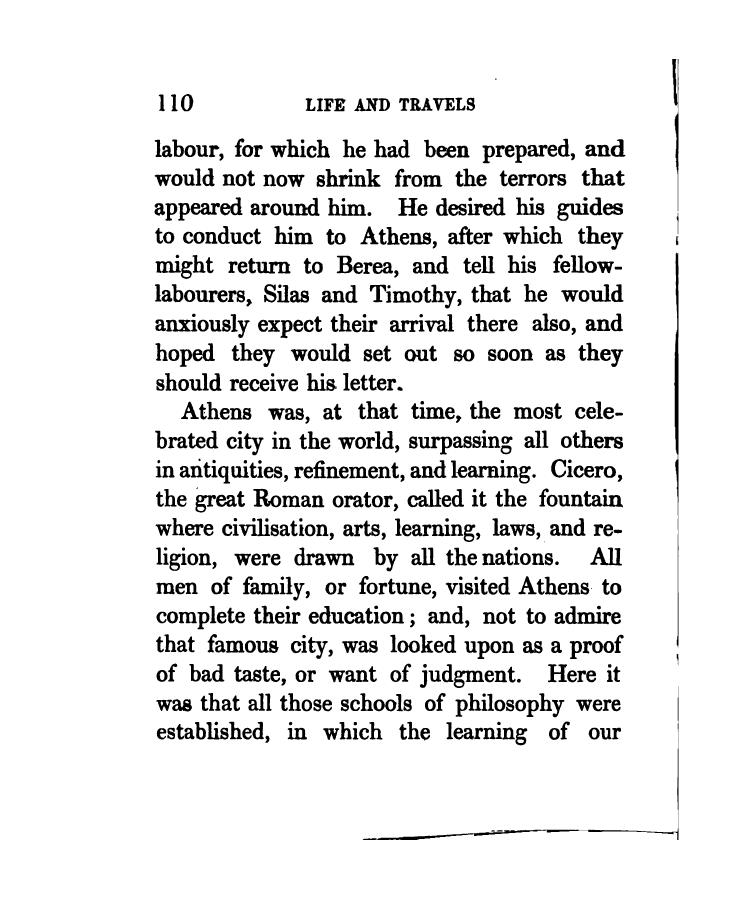 110 LIFE AND TRAVELS
labour, for which he had been prepared, and
would not now shrink from the terrors that
appeared around him. He desired his guides
to conduct him to Athens, after which they
might return to Berea, and tell his fellow-
labourers, Silas and Timothy, that he would
anxiously expect their arrival there also, and
hoped they would set out so soon as they
should receive his letter.
Athens was, at that time, the most cele-
brated city in the world, surpassing all others
in antiquities, refinement, and learning. Cicero,
the great Roman orator, called it the fountain
where civilisation, arts, learning, laws, and re-
ligion, were drawn by all the nations. All
men of family, or fortune, visited Athens to
complete their education; and, not to admire
that famous city, was looked upon as a proof
of bad taste, or want of judgment. Here it
was that all those schools of philosophy were
established, in which the learning of our